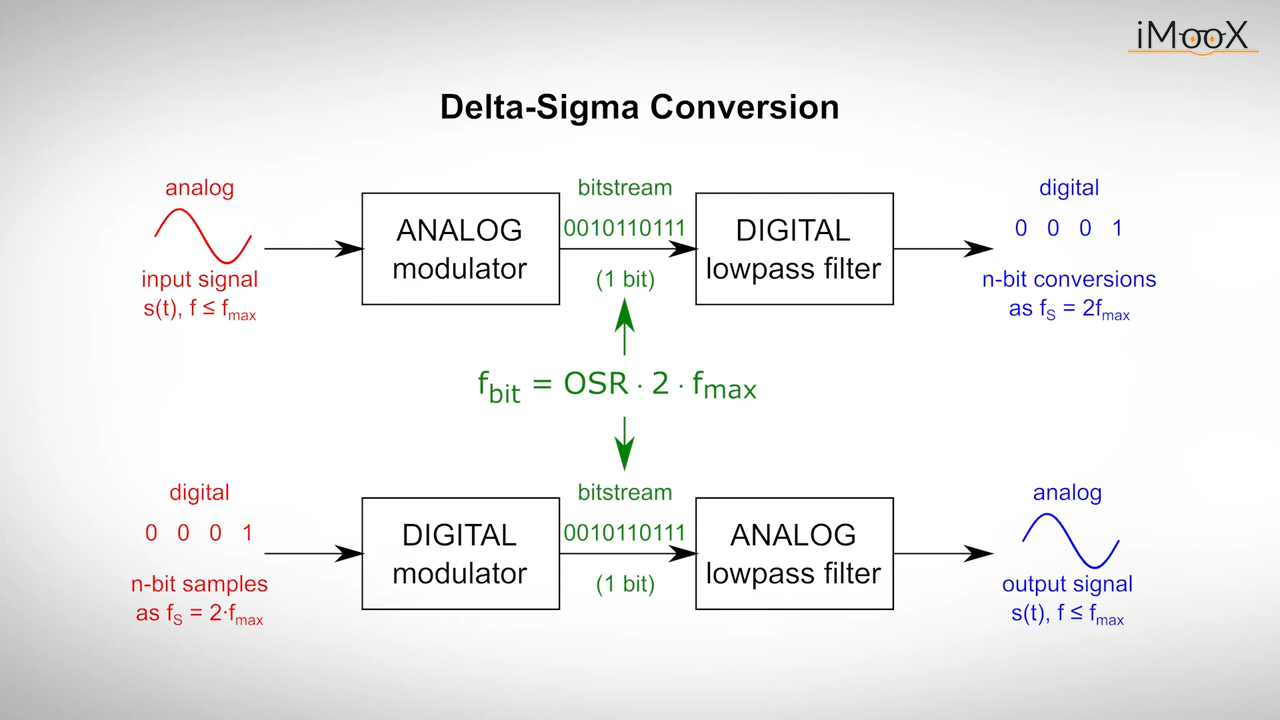 iMooX
Delta-Sigma Conversion
analog
input signal
s(t), f ≤ fmax
ANALOG
modulator
bitstream
0010110111
(1 bit)
DIGITAL
lowpass filter
digital
0 0 0 1
n-bit conversions
as fS = 2fmax
fbit = OSR · 2 · fmax
digital
0 0 0 1
n-bit samples
as fS = 2·fmax
DIGITAL
modulator
bitstream
0010110111
(1 bit)
ANALOG
lowpass filter
analog
output signal
s(t), f ≤ fmax